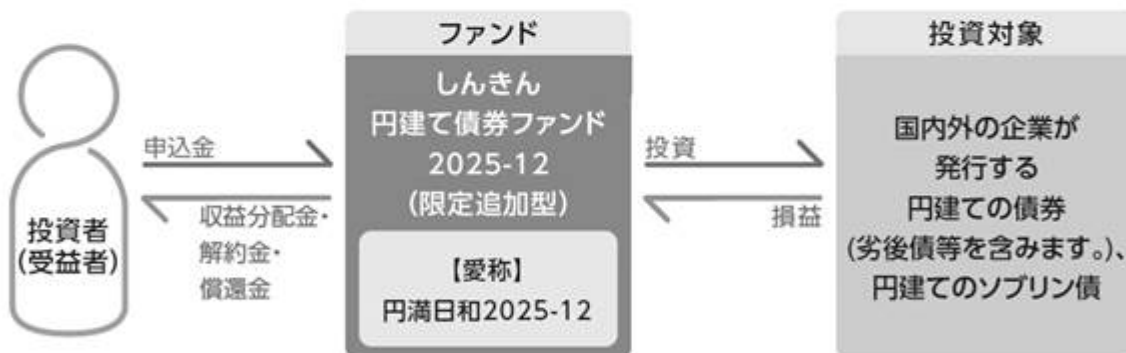 投資者
(受益者)
申込金
収益分配金・
解約金・
償還金
ファンド
しんきん
円建て債券ファンド
2025-12
(限定追加型)
【愛称】
円満日和2025-12
投資
損益
投資対象
国内外の企業が
発行する
円建ての債券
(劣後債等を含みます。)、
円建てのソブリン債